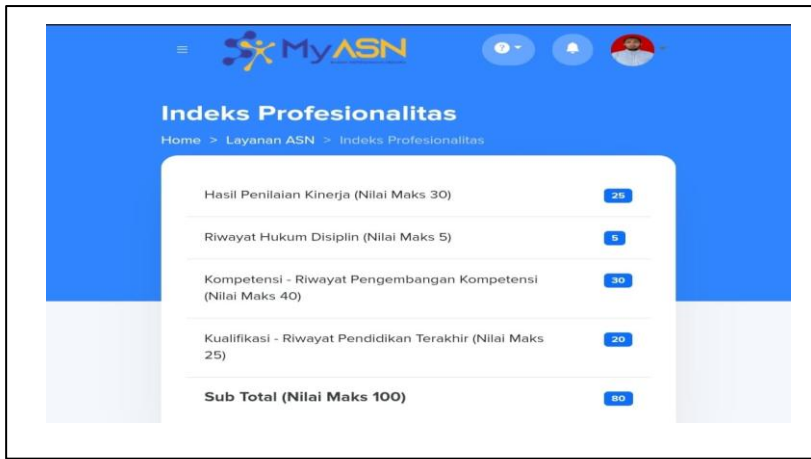 MyASN
Indeks Profesionalitas
Home > Layanan ASN > Indeks Profesionalitas
Hasil Penilaian Kinerja (Nilai Maks 30) 25
Riwayat Hukum Disiplin (Nilai Maks 5) 5
Kompetensi - Riwayat Pengembangan Kompetensi 30
(Nilai Maks 40)
Kualifikasi - Riwayat Pendidikan Terakhir (Nilai Maks 20
25)
Sub Total (Nilai Maks 100) 80